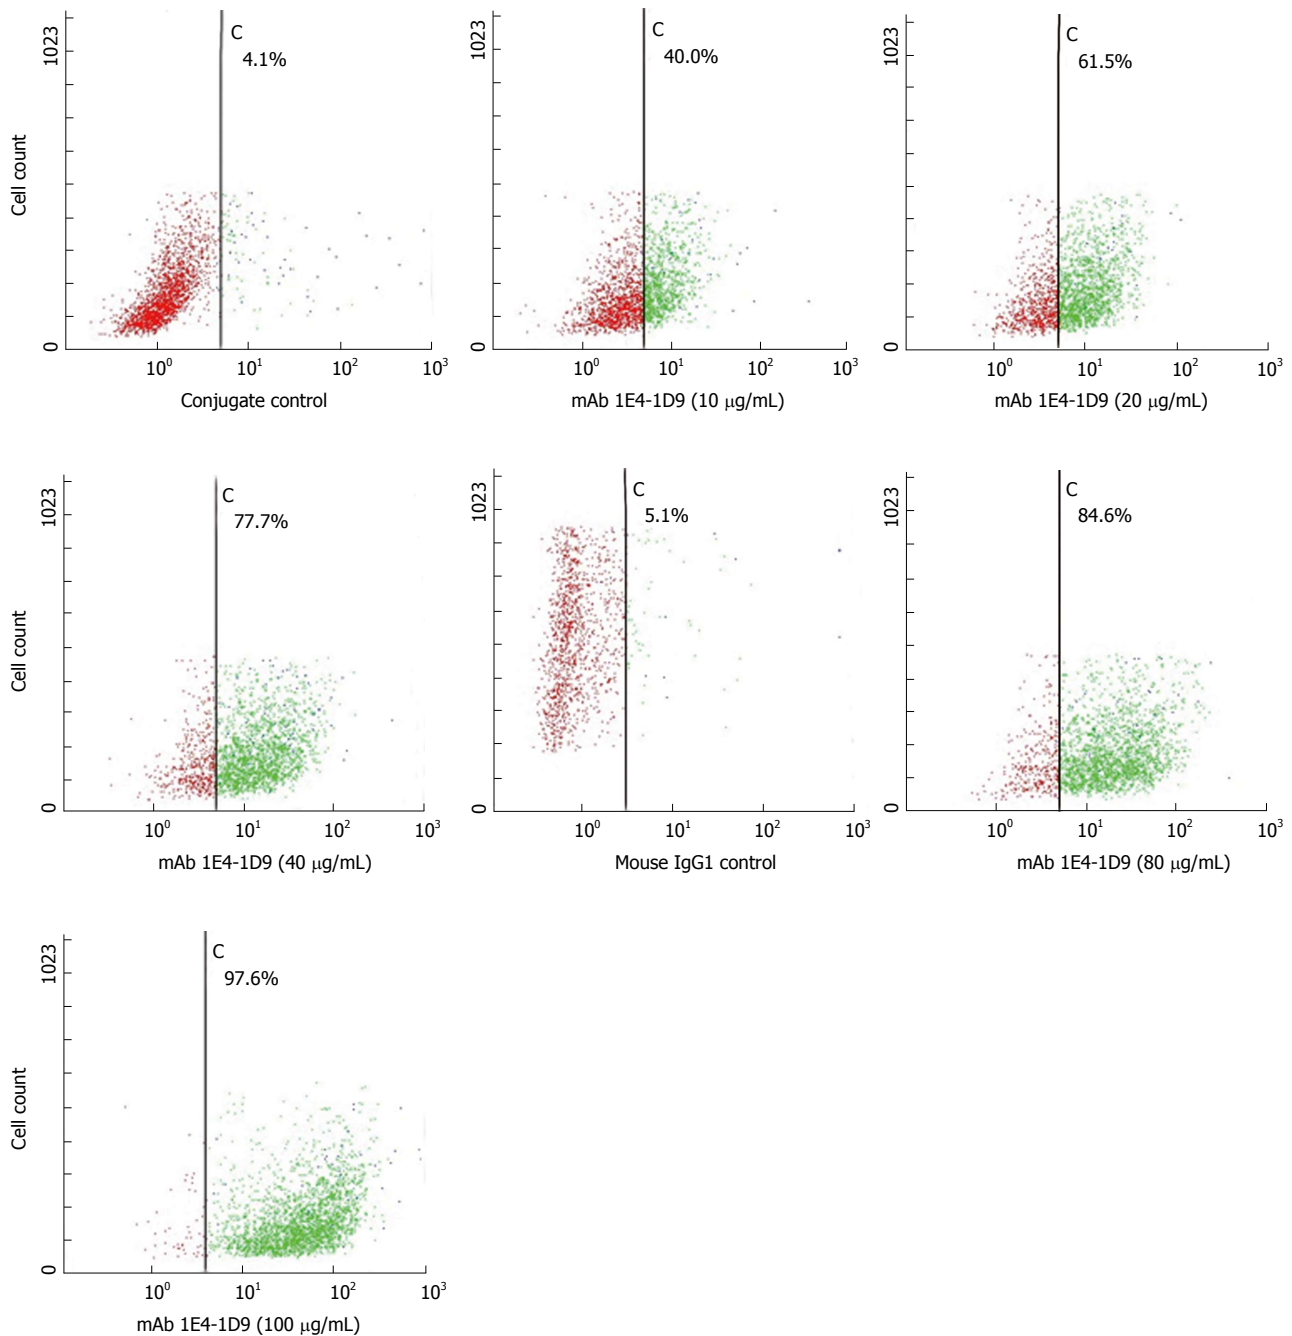 1023
C
4.1%
Cell count
0
10⁰ 10¹ 10² 10³
Conjugate control
1023
C
40.0%
0
10⁰ 10¹ 10² 10³
mAb 1E4-1D9 (10 μg/mL)
1023
C
61.5%
0
10⁰ 10¹ 10² 10³
mAb 1E4-1D9 (20 μg/mL)
1023
C
77.7%
Cell count
0
10⁰ 10¹ 10² 10³
mAb 1E4-1D9 (40 μg/mL)
1023
C
5.1%
0
10⁰ 10¹ 10² 10³
Mouse IgG1 control
1023
C
84.6%
0
10⁰ 10¹ 10² 10³
mAb 1E4-1D9 (80 μg/mL)
1023
C
97.6%
Cell count
0
10⁰ 10¹ 10² 10³
mAb 1E4-1D9 (100 μg/mL)